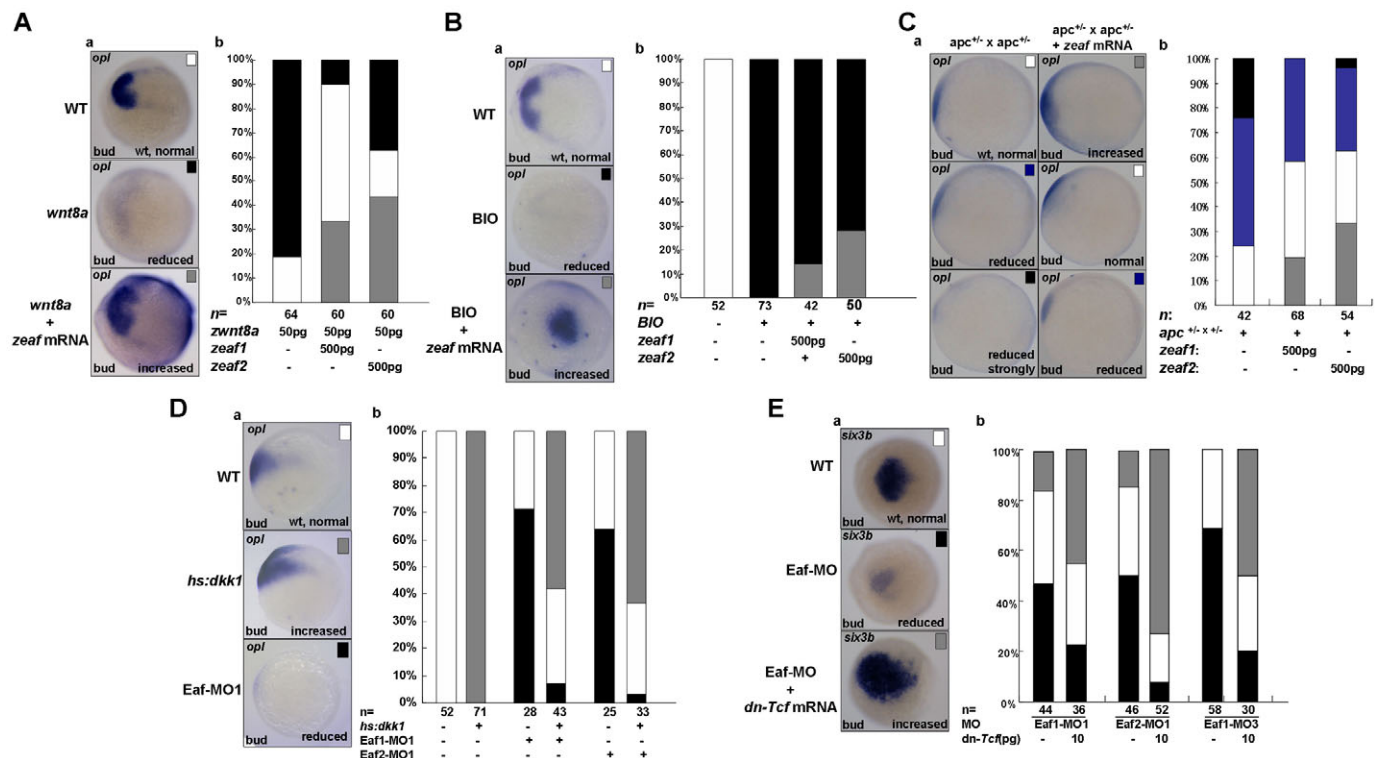 A
a
WT
opl
bud
wt, normal
wnt8a
opl
bud
reduced
wnt8a
+
zeaf mRNA
opl
bud
increased
b
100%
90%
80%
70%
60%
50%
40%
30%
20%
10%
0%
n= 64 60 60
zwnt8a 50pg 50pg 50pg
zeaf1 - 500pg -
zeaf2 - - 500pg
B
a
WT
opl
bud
wt, normal
BIO
opl
bud
reduced
BIO
+
zeaf mRNA
opl
bud
increased
b
100%
90%
80%
70%
60%
50%
40%
30%
20%
10%
0%
n= 52 73 42 50
BIO - + + +
zeaf1 - - 500pg -
zeaf2 - - + 500pg
C
a
apc+/- x apc+/-
apc+/- x apc+/-
+ zeaf mRNA
opl
bud
wt, normal
opl
bud
increased
opl
bud
reduced
opl
bud
normal
opl
bud
reduced
strongly
opl
bud
reduced
b
100%
90%
80%
70%
60%
50%
40%
30%
20%
10%
0%
n: 42 68 54
apc +/- x +/- + + +
zeaf1: - 500pg -
zeaf2: - - 500pg
D
a
WT
opl
bud
wt, normal
hs:dkk1
opl
bud
increased
Eaf-MO1
opl
bud
reduced
b
100%
90%
80%
70%
60%
50%
40%
30%
20%
10%
0%
n= 52 71 28 43 25 33
hs:dkk1 - + - + - +
Eaf1-MO1 - - + + - -
Eaf2-MO1 - - - - + +
E
a
WT
six3b
bud
wt, normal
Eaf-MO
six3b
bud
reduced
Eaf-MO
+
dn-Tcf mRNA
six3b
bud
increased
b
100%
80%
60%
40%
20%
0%
n= 44 36 46 52 58 30
MO Eaf1-MO1 Eaf2-MO1 Eaf1-MO3
dn-Tcf(pg) - 10 - 10 - 10